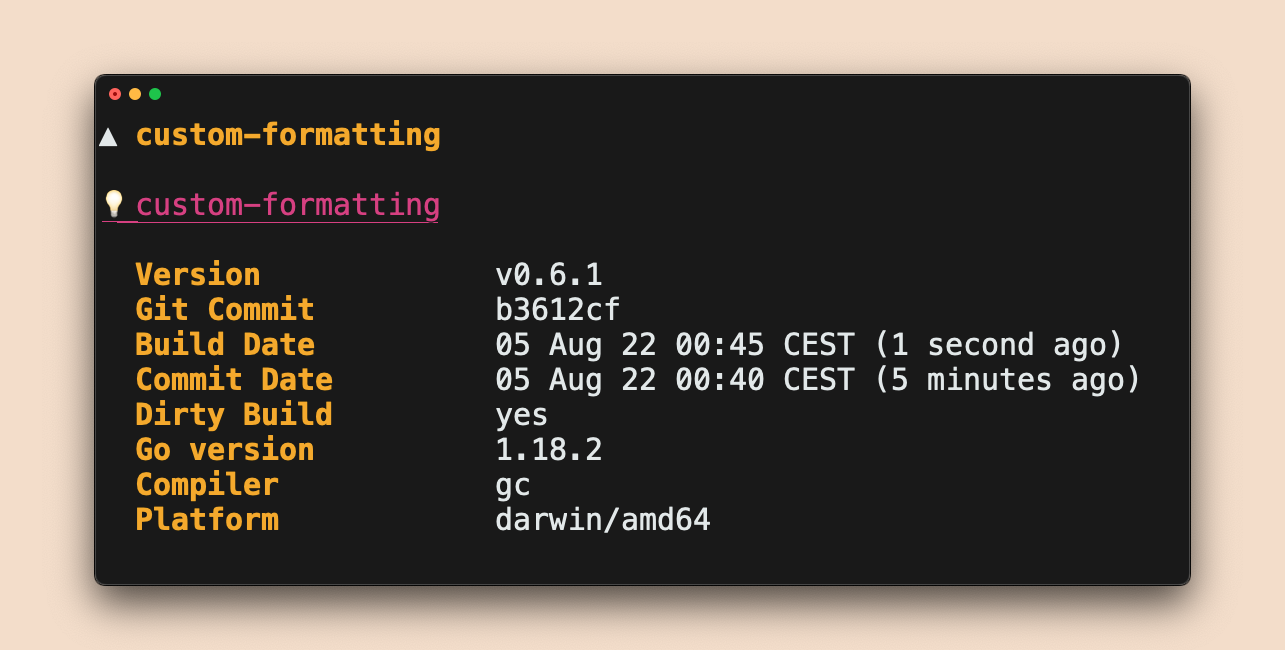 ▲ custom-formatting
💡 custom-formatting
Version v0.6.1
Git Commit b3612cf
Build Date 05 Aug 22 00:45 CEST (1 second ago)
Commit Date 05 Aug 22 00:40 CEST (5 minutes ago)
Dirty Build yes
Go version 1.18.2
Compiler gc
Platform darwin/amd64